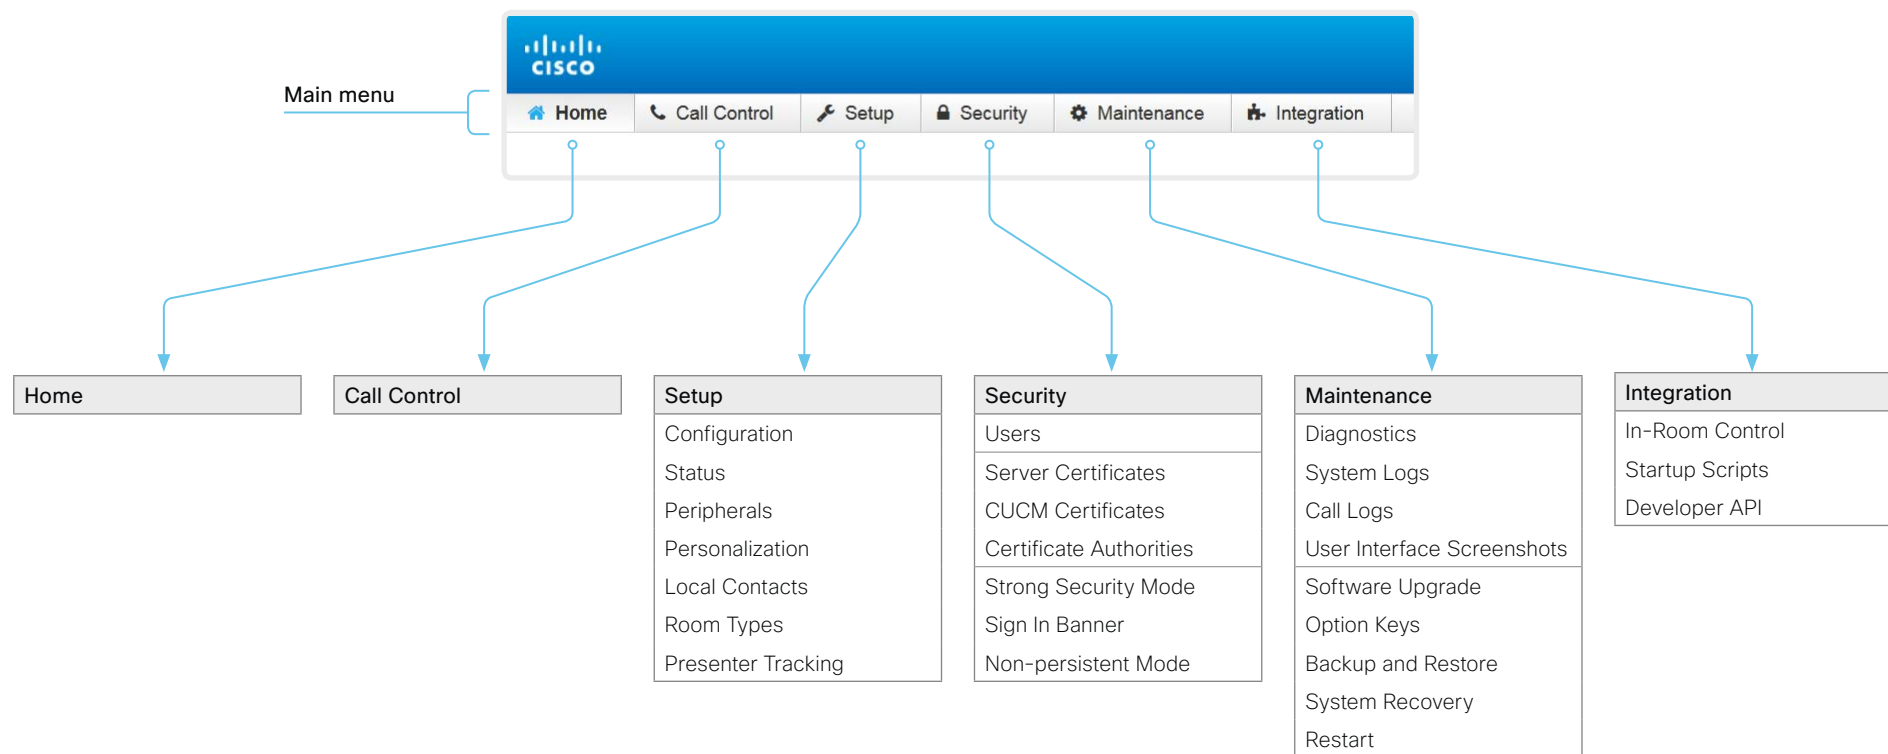 CISCO
Main menu
Home Call Control Setup Security Maintenance Integration
Home
Call Control
Setup
Configuration
Status
Peripherals
Personalization
Local Contacts
Room Types
Presenter Tracking
Security
Users
Server Certificates
CUCM Certificates
Certificate Authorities
Strong Security Mode
Sign In Banner
Non-persistent Mode
Maintenance
Diagnostics
System Logs
Call Logs
User Interface Screenshots
Software Upgrade
Option Keys
Backup and Restore
System Recovery
Restart
Integration
In-Room Control
Startup Scripts
Developer API